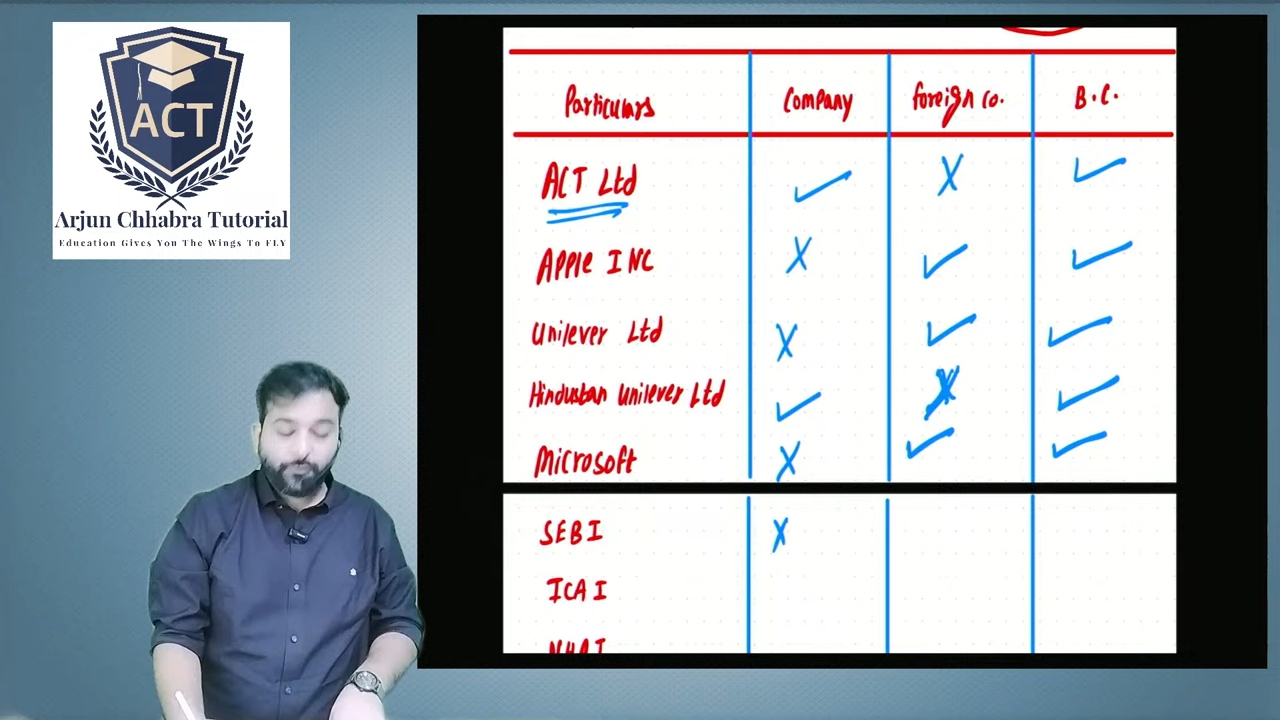 ACT
Arjun Chhabra Tutorial
Education Gives You The Wings To FLY
Particulars Company foreign co. B.C.
ACT Ltd ✓ X ✓
Apple INC X ✓ ✓
Unilever Ltd X ✓ ✓
Hindustan Unilever Ltd ✓ X ✓
Microsoft X ✓ ✓
SEBI X
ICAI